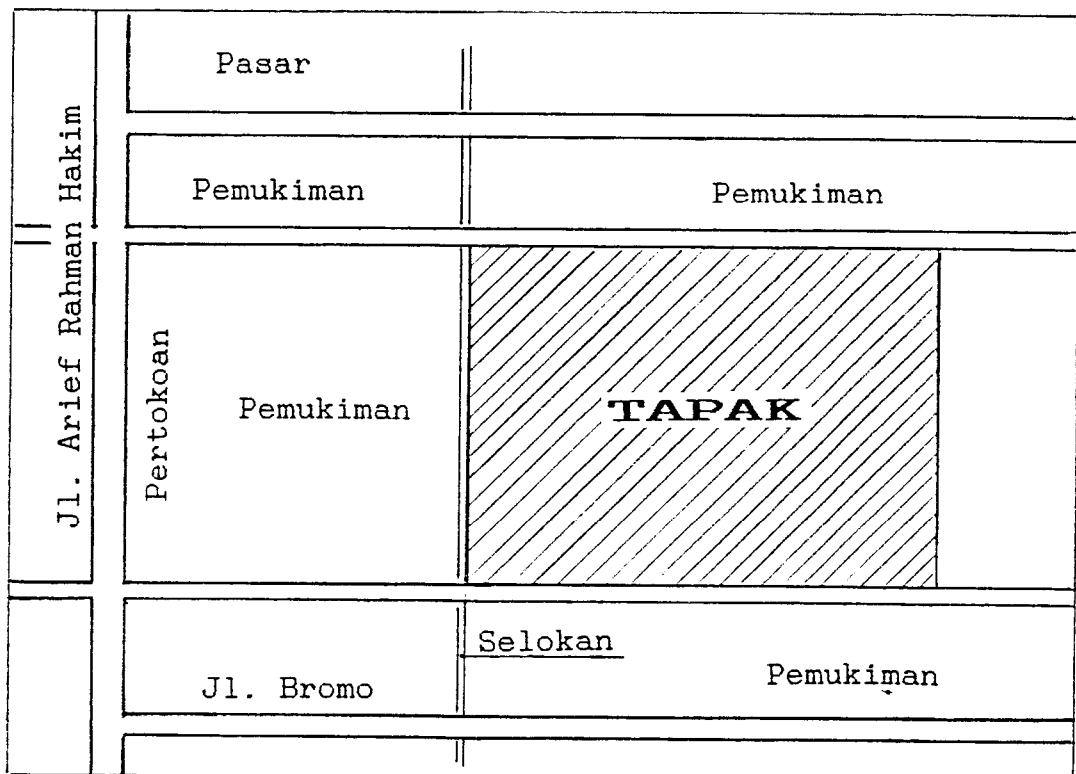 Pasar
Pemukiman
Pemukiman
Jl. Arief Rahman Hakim
Pertokoan
Pemukiman
TAPAK
Selokan
Jl. Bromo
Pemukiman